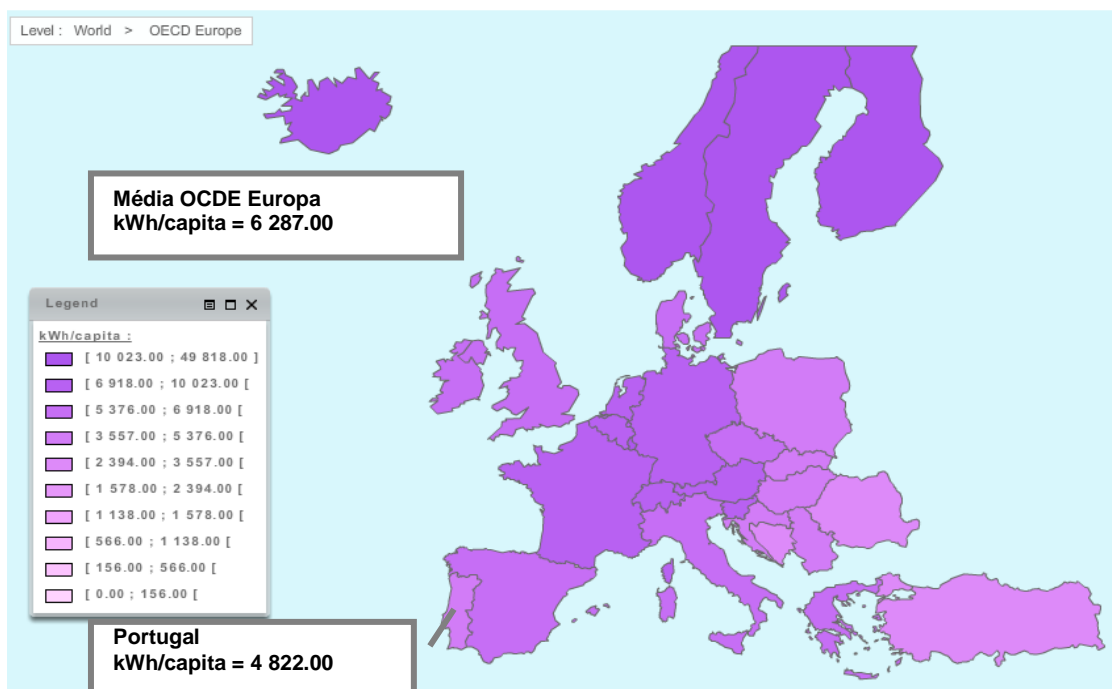 Level : World > OECD Europe
Média OCDE Europa
kWh/capita = 6 287.00
Legend
kWh/capita :
[ 10 023.00 ; 49 818.00 ]
[ 6 918.00 ; 10 023.00 [
[ 5 376.00 ; 6 918.00 [
[ 3 557.00 ; 5 376.00 [
[ 2 394.00 ; 3 557.00 [
[ 1 578.00 ; 2 394.00 [
[ 1 138.00 ; 1 578.00 [
[ 566.00 ; 1 138.00 [
[ 156.00 ; 566.00 [
[ 0.00 ; 156.00 [
Portugal
kWh/capita = 4 822.00